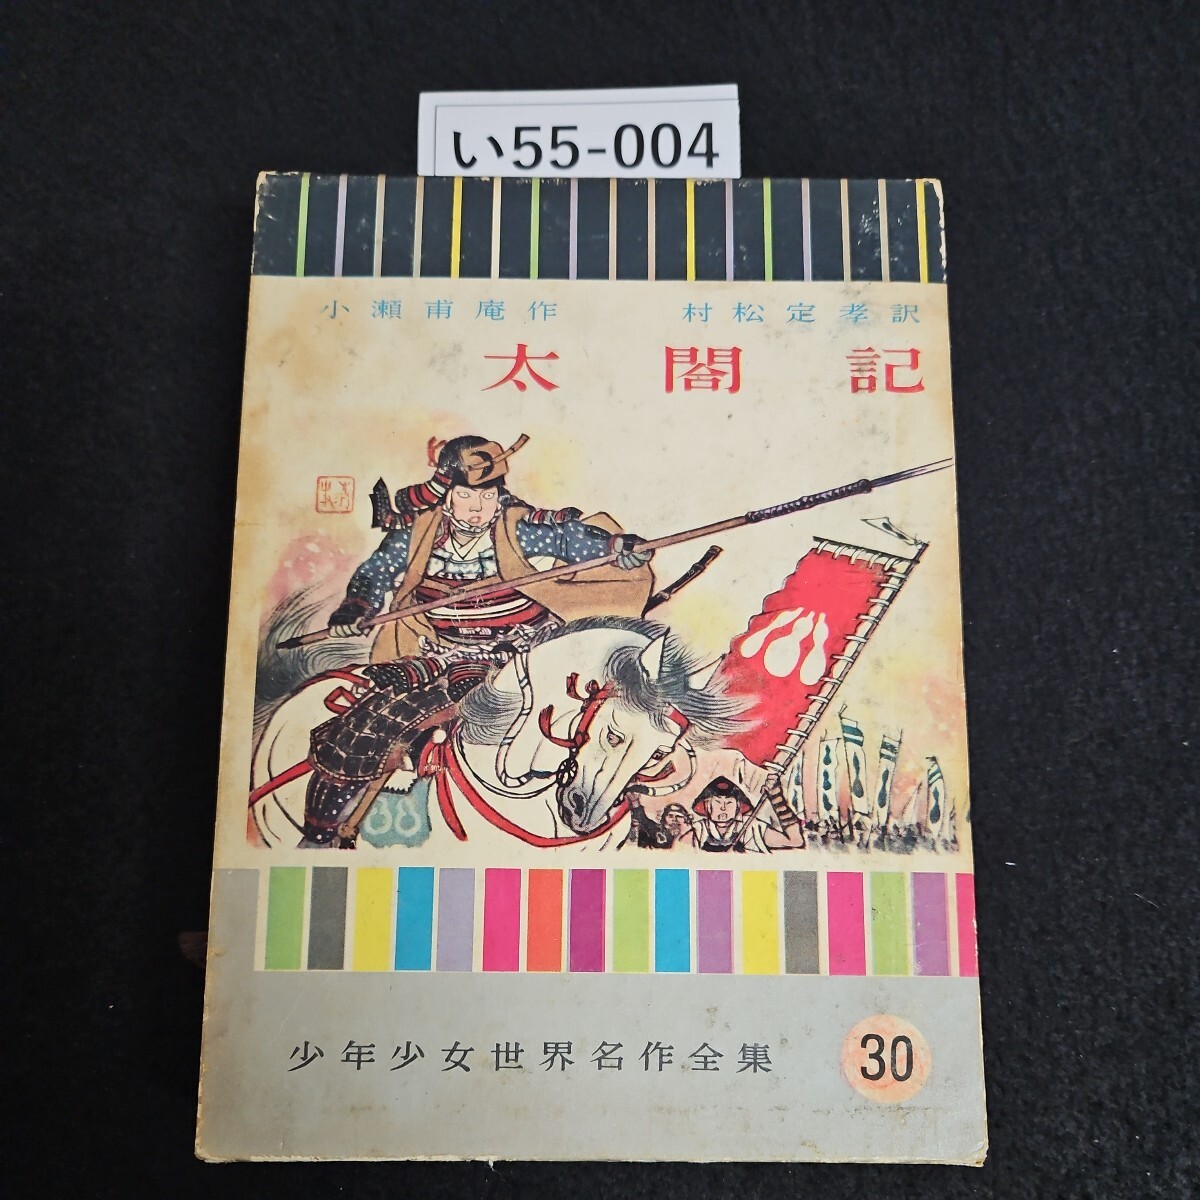 い55-004
小瀬甫庵作 村松定孝訳
太閤記
少年少女世界名作全集 30